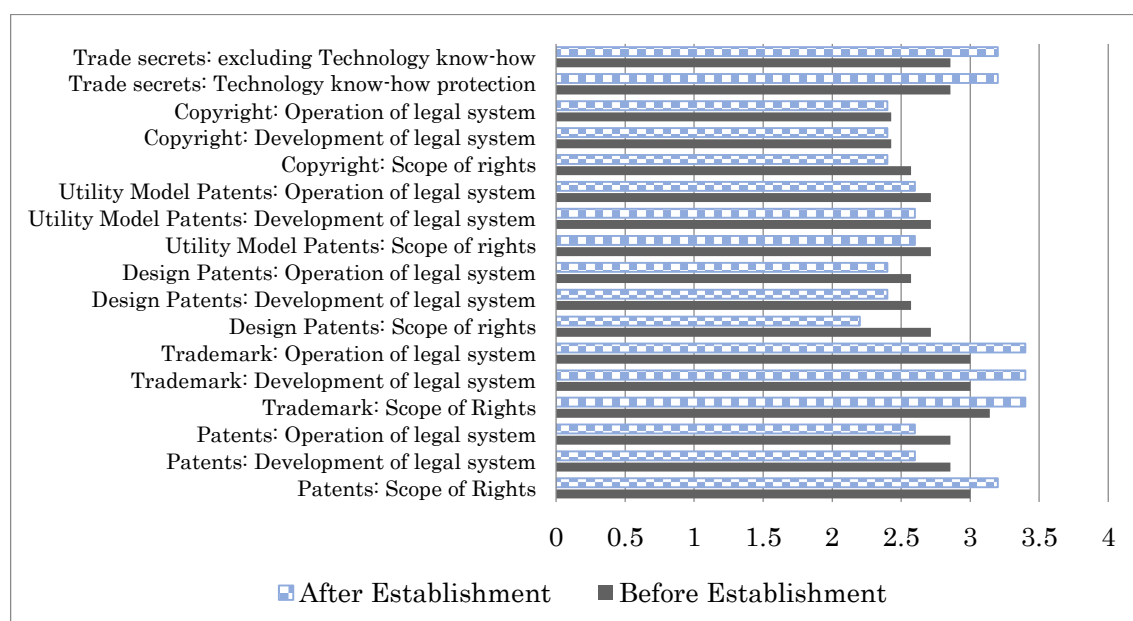 Trade secrets: excluding Technology know-how
Trade secrets: Technology know-how protection
Copyright: Operation of legal system
Copyright: Development of legal system
Copyright: Scope of rights
Utility Model Patents: Operation of legal system
Utility Model Patents: Development of legal system
Utility Model Patents: Scope of rights
Design Patents: Operation of legal system
Design Patents: Development of legal system
Design Patents: Scope of rights
Trademark: Operation of legal system
Trademark: Development of legal system
Trademark: Scope of Rights
Patents: Operation of legal system
Patents: Development of legal system
Patents: Scope of Rights
0 0.5 1 1.5 2 2.5 3 3.5 4
After Establishment Before Establishment